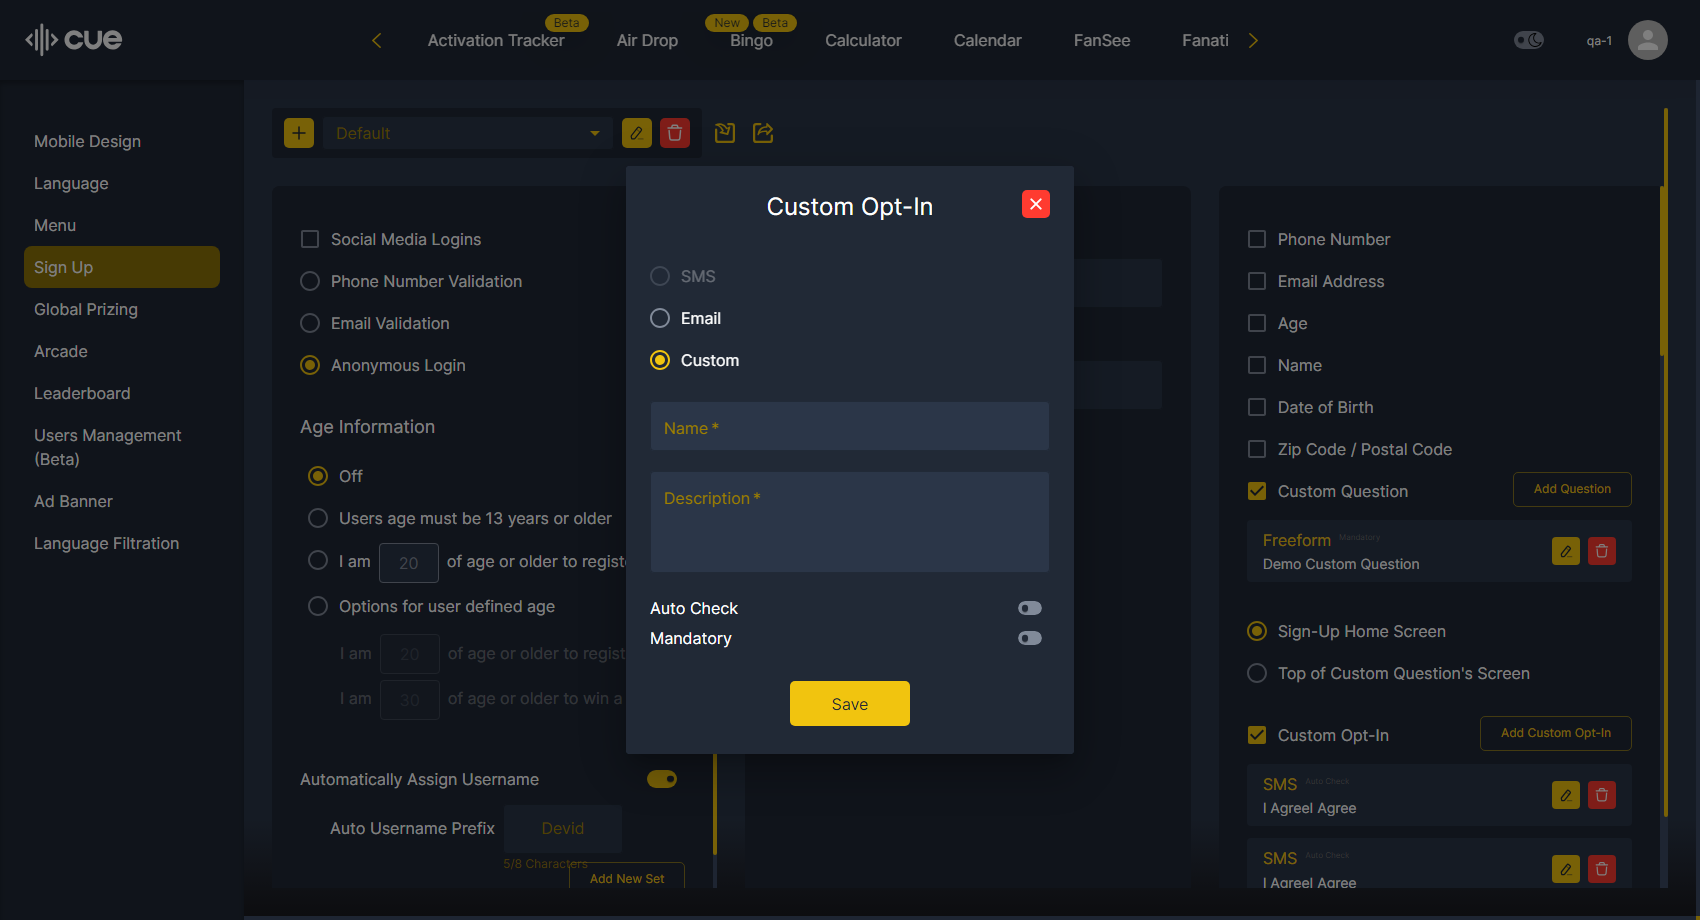 cue
Activation Tracker
Beta
Air Drop
New
Beta
Bingo
Calculator
Calendar
FanSee
Fanati
qa-1
Mobile Design
Language
Menu
Sign Up
Global Prizing
Arcade
Leaderboard
Users Management
(Beta)
Ad Banner
Language Filtration
Default
Social Media Logins
Phone Number Validation
Email Validation
Anonymous Login
Age Information
Off
Users age must be 13 years or older
I am 20 of age or older to registe
Options for user defined age
I am 20 of age or older to regist
I am 30 of age or older to win a
Automatically Assign Username
Auto Username Prefix Devid
5/8 Characters
Add New Set
Custom Opt-In
SMS
Email
Custom
Name *
Description *
Auto Check
Mandatory
Save
Phone Number
Email Address
Age
Name
Date of Birth
Zip Code / Postal Code
Custom Question
Add Question
Freeform Mandatory
Demo Custom Question
Sign-Up Home Screen
Top of Custom Question's Screen
Custom Opt-In
Add Custom Opt-In
SMS Auto Check
I AgreeI Agree
SMS Auto Check
I AgreeI Agree